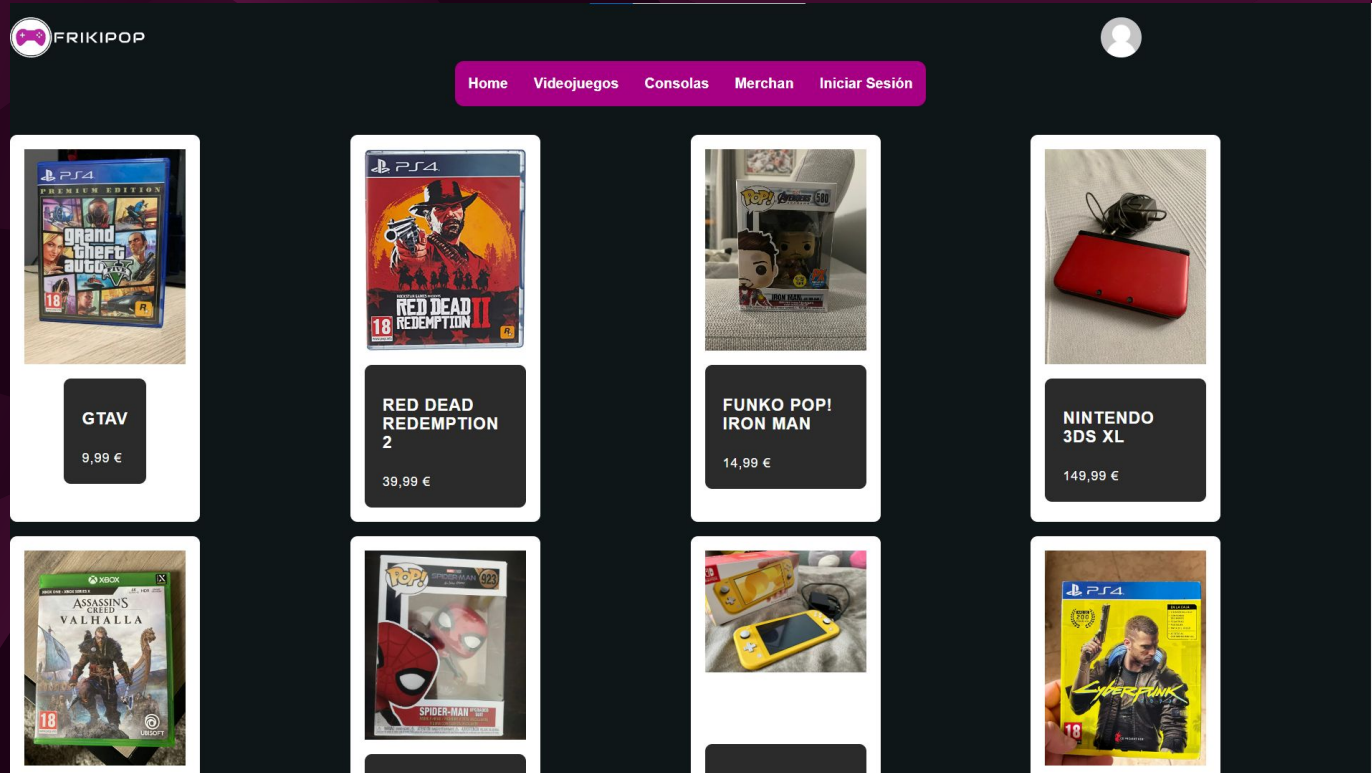 FRIKIPOP
Home Videojuegos Consolas Merchan Iniciar Sesión
PS4
PREMIUM EDITION
grand
theft
auto
V
18
R
GTAV
9,99 €
PS4
RED DEAD
REDEMPTION II
18
R
RED DEAD
REDEMPTION
2
39,99 €
POP!
AVENGERS
580
IRON MAN
FUNKO POP!
IRON MAN
14,99 €
NINTENDO
3DS XL
149,99 €
XBOX
X
ASSASSIN'S
CREED
VALHALLA
18
UBISOFT
POP!
SPIDER-MAN
923
SPIDER-MAN
PS4
200
Cyberpunk
18